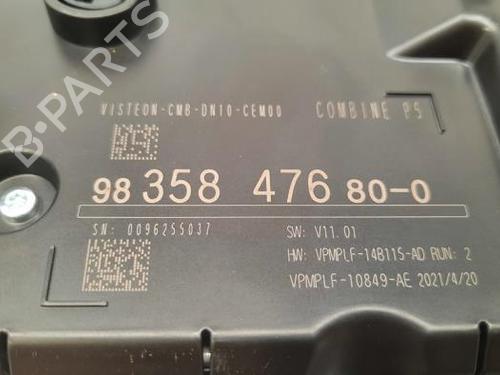 B-PARTS
VISTEON-CMB-DN10-CEM00 COMBINE P5
98 358 476 80-0
SN: 0096255037 SW: V11.01
HW: VPMPLF-14B115-AD RUN: 2
VPMPLF-10849-AE 2021/4/20